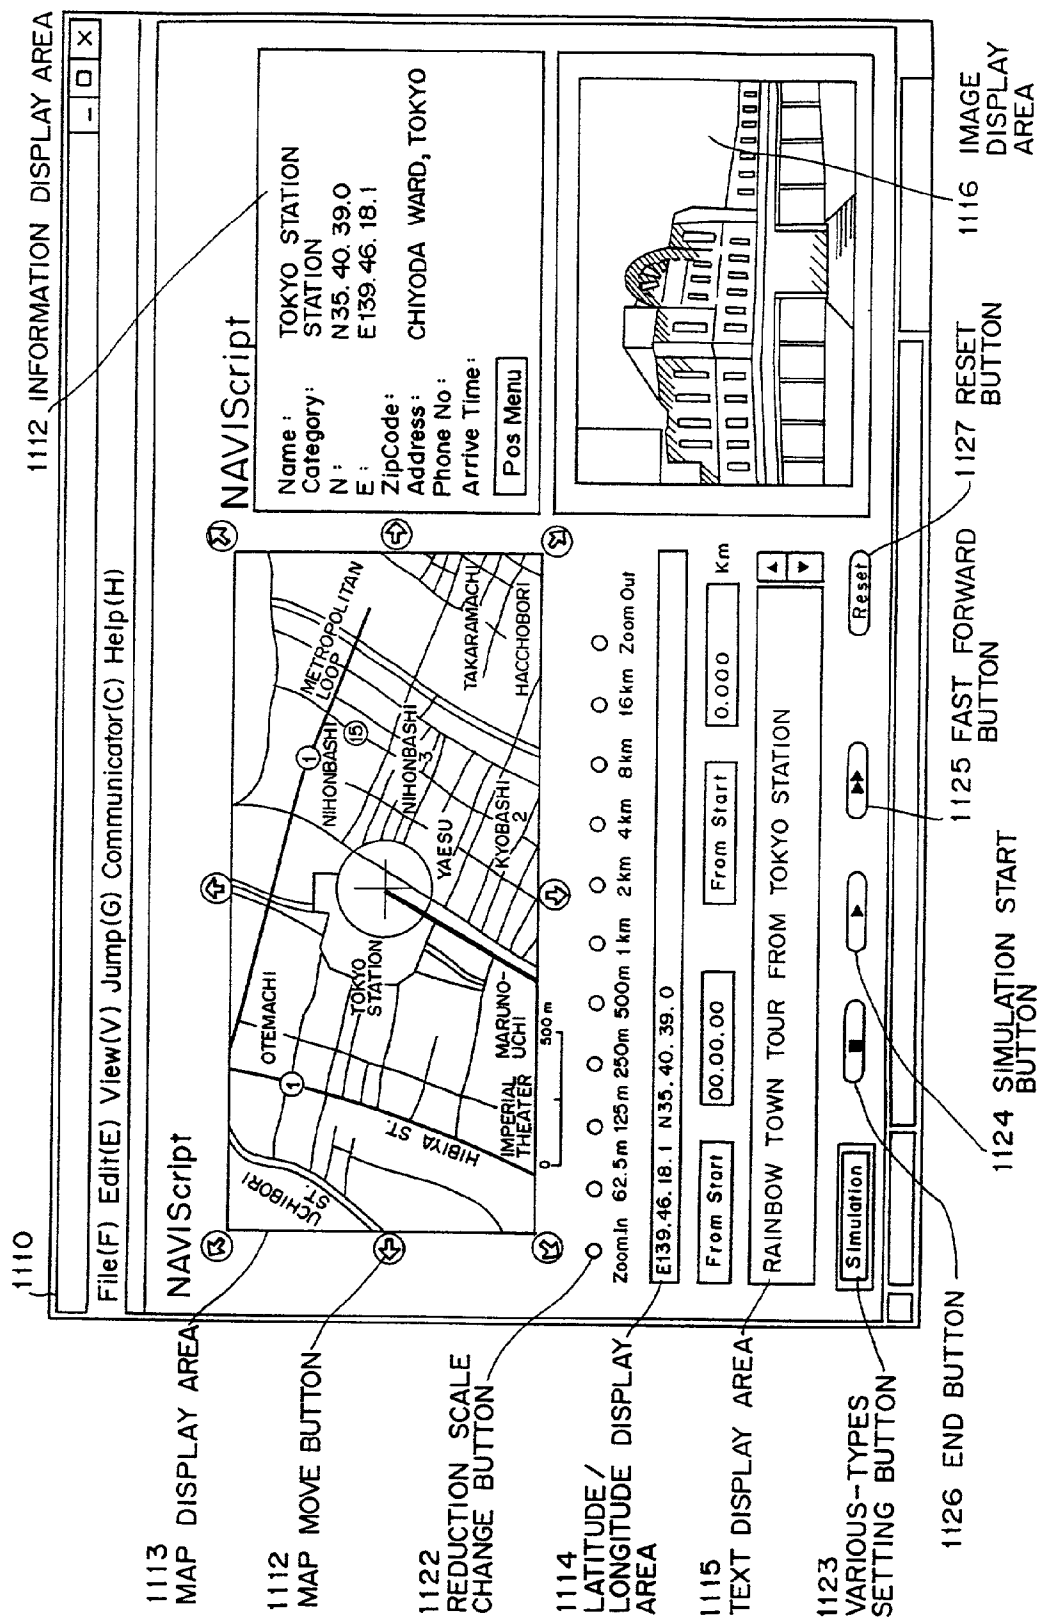 1110
1112 INFORMATION DISPLAY AREA
File(F) Edit(E) View(V) Jump(G) Communicator(C) Help(H)
NAVIScript
NAVIScript
1113
MAP DISPLAY AREA
1112
MAP MOVE BUTTON
UCHIBORI
ST.
OTEMACHI
1
1
METROPOLITAN
LOOP
NIHONBASHI
15
NIHONBASHI
3
TOKYO
STATION
YAESU
TAKARAMACHI
HIBIYA ST.
IMPERIAL
THEATER
MARUNO-
UCHI
KYOBASHI
2
HACCHOBORI
0
500m
Name: TOKYO STATION
Category: STATION
N: N35.40.39.0
E: E139.46.18.1
ZipCode:
Address: CHIYODA WARD, TOKYO
Phone No:
Arrive Time:
Pos Menu
1122
REDUCTION SCALE
CHANGE BUTTON
Zoom In 62.5m 125m 250m 500m 1km 2km 4km 8km 16km Zoom Out
1114
LATITUDE/
LONGITUDE DISPLAY
AREA
E139.46.18.1 N35.40.39.0
From Start 00.00.00 From Start 0.000 Km
1115
TEXT DISPLAY AREA
RAINBOW TOWN TOUR FROM TOKYO STATION
1123
VARIOUS-TYPES
SETTING BUTTON
Simulation
Reset
1126 END BUTTON
1124 SIMULATION START
BUTTON
1125 FAST FORWARD
BUTTON
1127 RESET
BUTTON
1116 IMAGE
DISPLAY
AREA